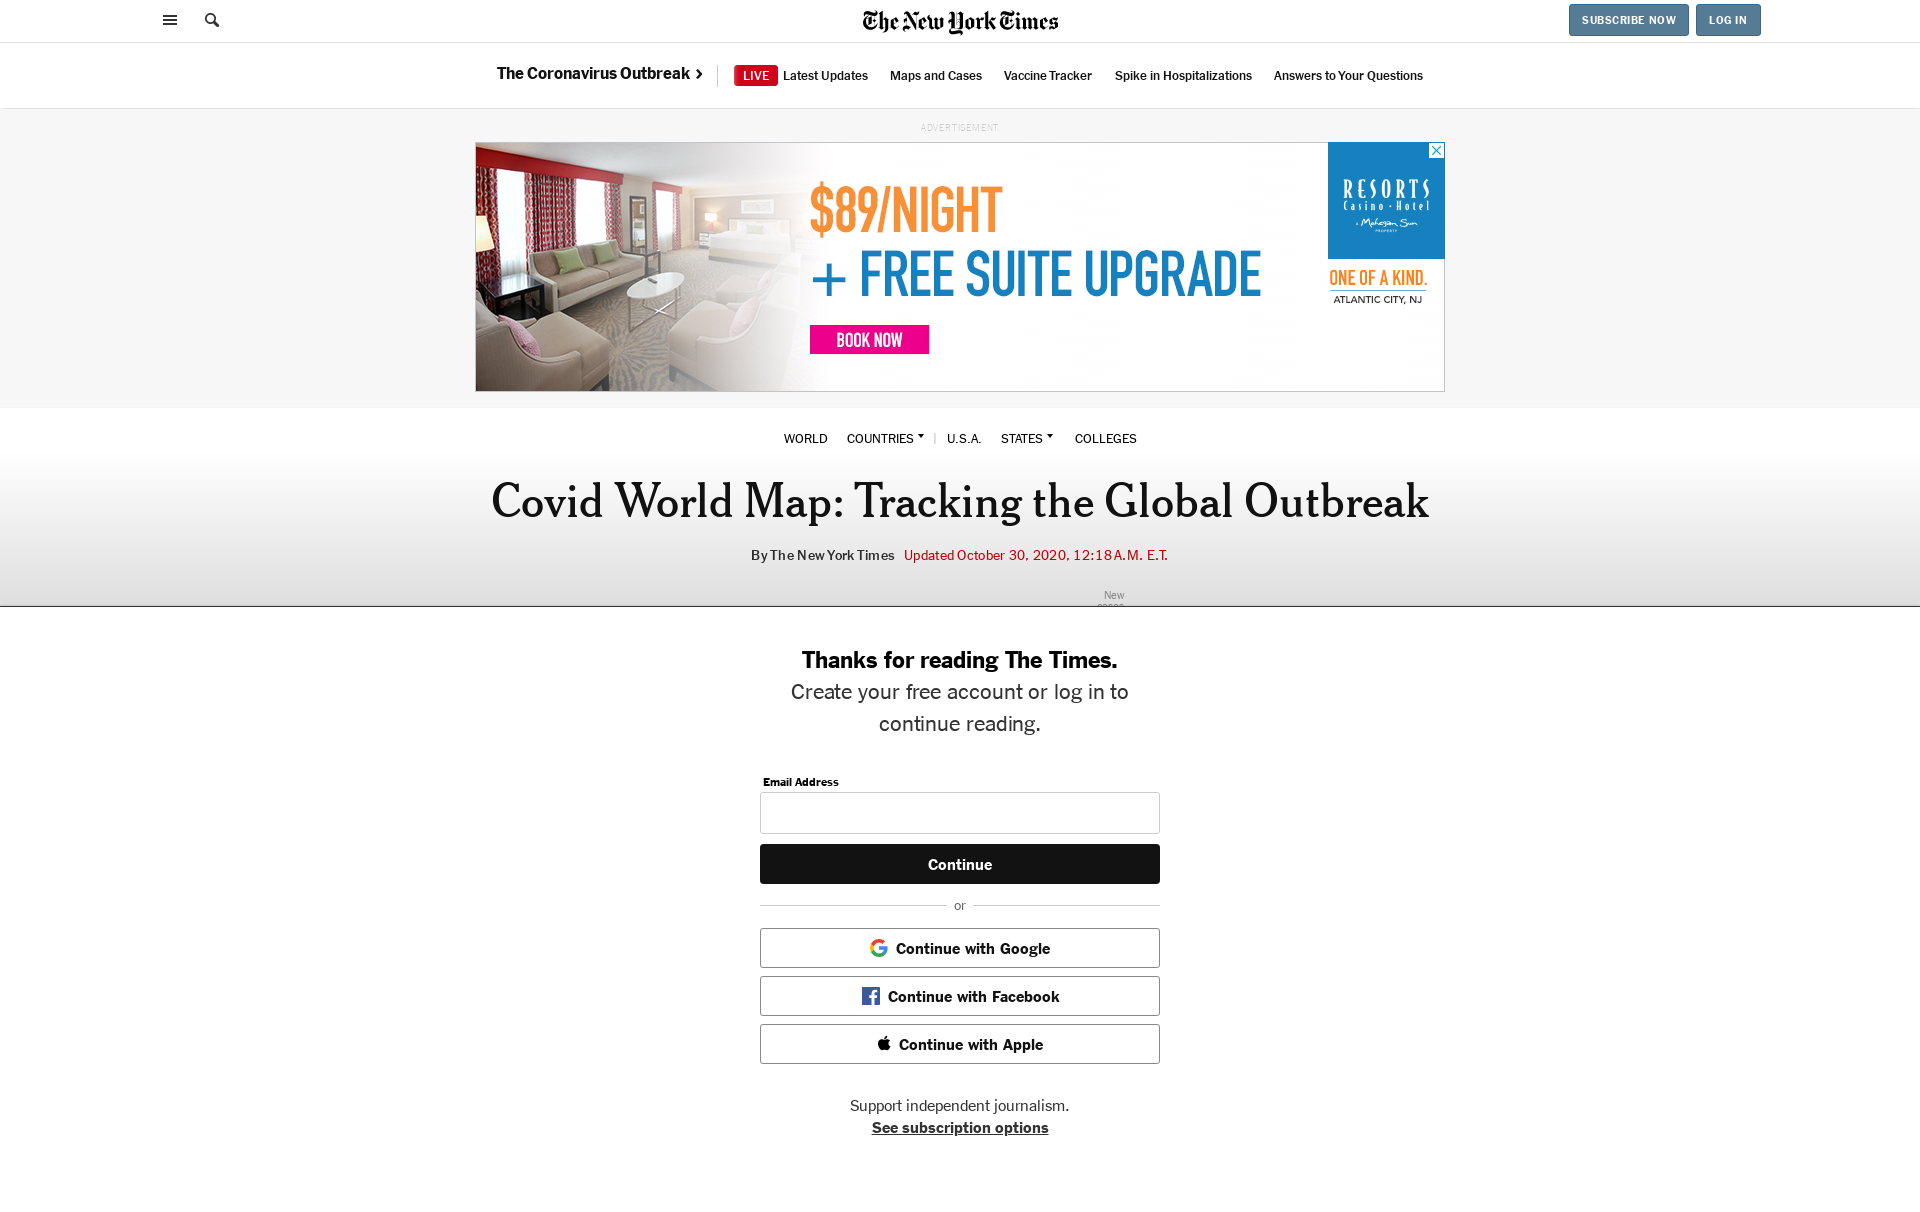 The New York Times
SUBSCRIBE NOW
LOG IN
The Coronavirus Outbreak
LIVE Latest Updates
Maps and Cases
Vaccine Tracker
Spike in Hospitalizations
Answers to Your Questions
ADVERTISEMENT
$89/NIGHT
+ FREE SUITE UPGRADE
BOOK NOW
RESORTS
Casino • Hotel
a Mohegan Sun
PROPERTY
ONE OF A KIND.
ATLANTIC CITY, NJ
WORLD
COUNTRIES
U.S.A.
STATES
COLLEGES
Covid World Map: Tracking the Global Outbreak
By The New York Times Updated October 30, 2020, 12:18 A.M. E.T.
New
Thanks for reading The Times.
Create your free account or log in to
continue reading.
Email Address
Continue
or
Continue with Google
Continue with Facebook
Continue with Apple
Support independent journalism.
See subscription options